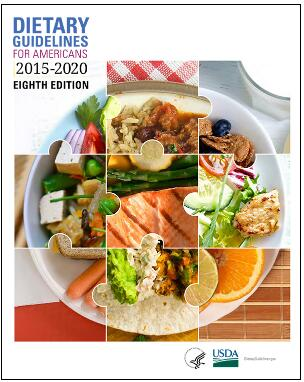 DIETARY
GUIDELINES
FOR AMERICANS
2015-2020
EIGHTH EDITION
USDA